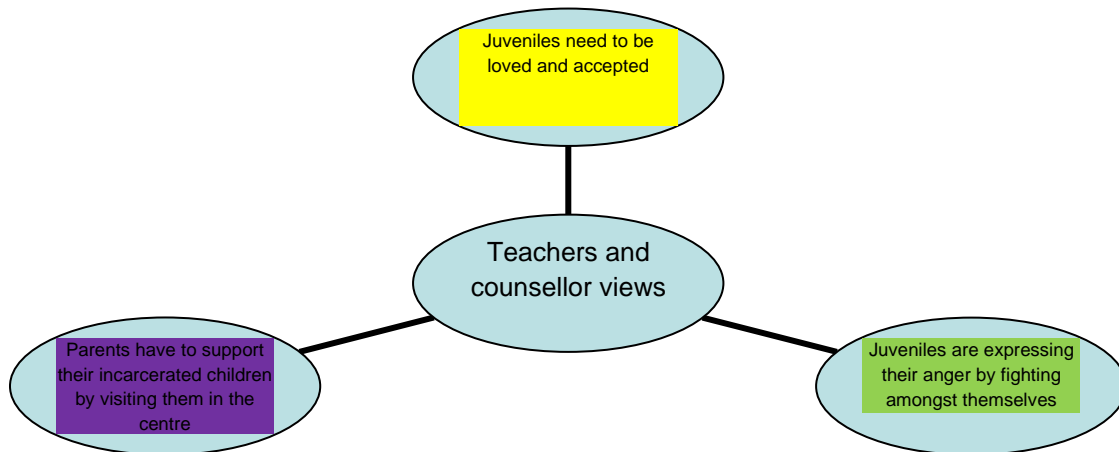 Juveniles need to be
loved and accepted
Teachers and
counsellor views
Parents have to support
their incarcerated children
by visiting them in the
centre
Juveniles are expressing
their anger by fighting
amongst themselves